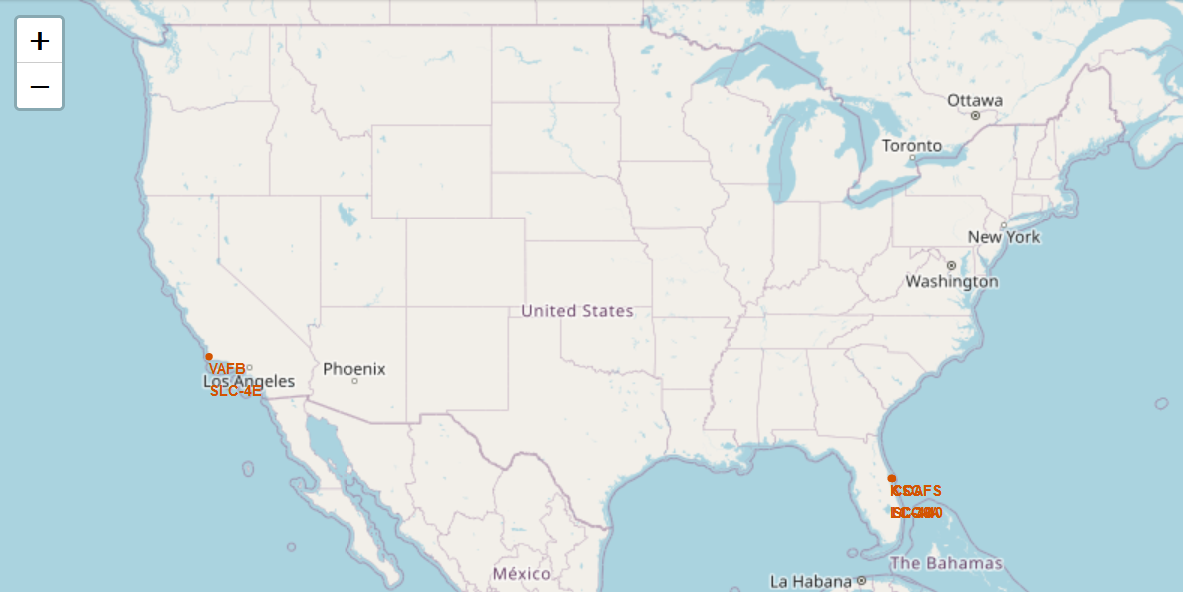 +
−
Ottawa
Toronto
New York
Washington
United States
VAFB
Los Angeles
SLC-4E
Phoenix
The Bahamas
La Habana
México